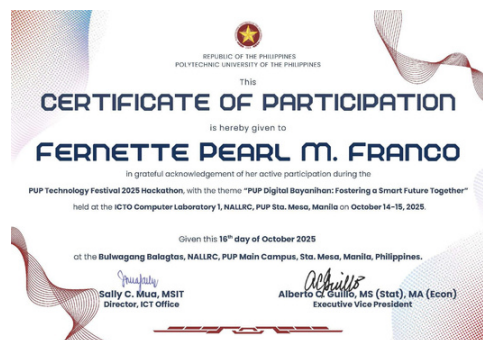 REPUBLIC OF THE PHILIPPINES
POLYTECHNIC UNIVERSITY OF THE PHILIPPINES
This
CERTIFICATE OF PARTICIPATION
is hereby given to
FERNETTE PEARL M. FRANCO
in grateful acknowledgement of her active participation during the
PUP Technology Festival 2025 Hackathon, with the theme “PUP Digital Bayanihan: Fostering a Smart Future Together”
held at the ICTO Computer Laboratory 1, NALLRC, PUP Sta. Mesa, Manila on October 14-15, 2025.
Given this 16th day of October 2025
at the Bulwagang Balagtas, NALLRC, PUP Main Campus, Sta. Mesa, Manila, Philippines.
Sally C. Mua, MSIT
Director, ICT Office
Alberto C. Guillo, MS (Stat), MA (Econ)
Executive Vice President